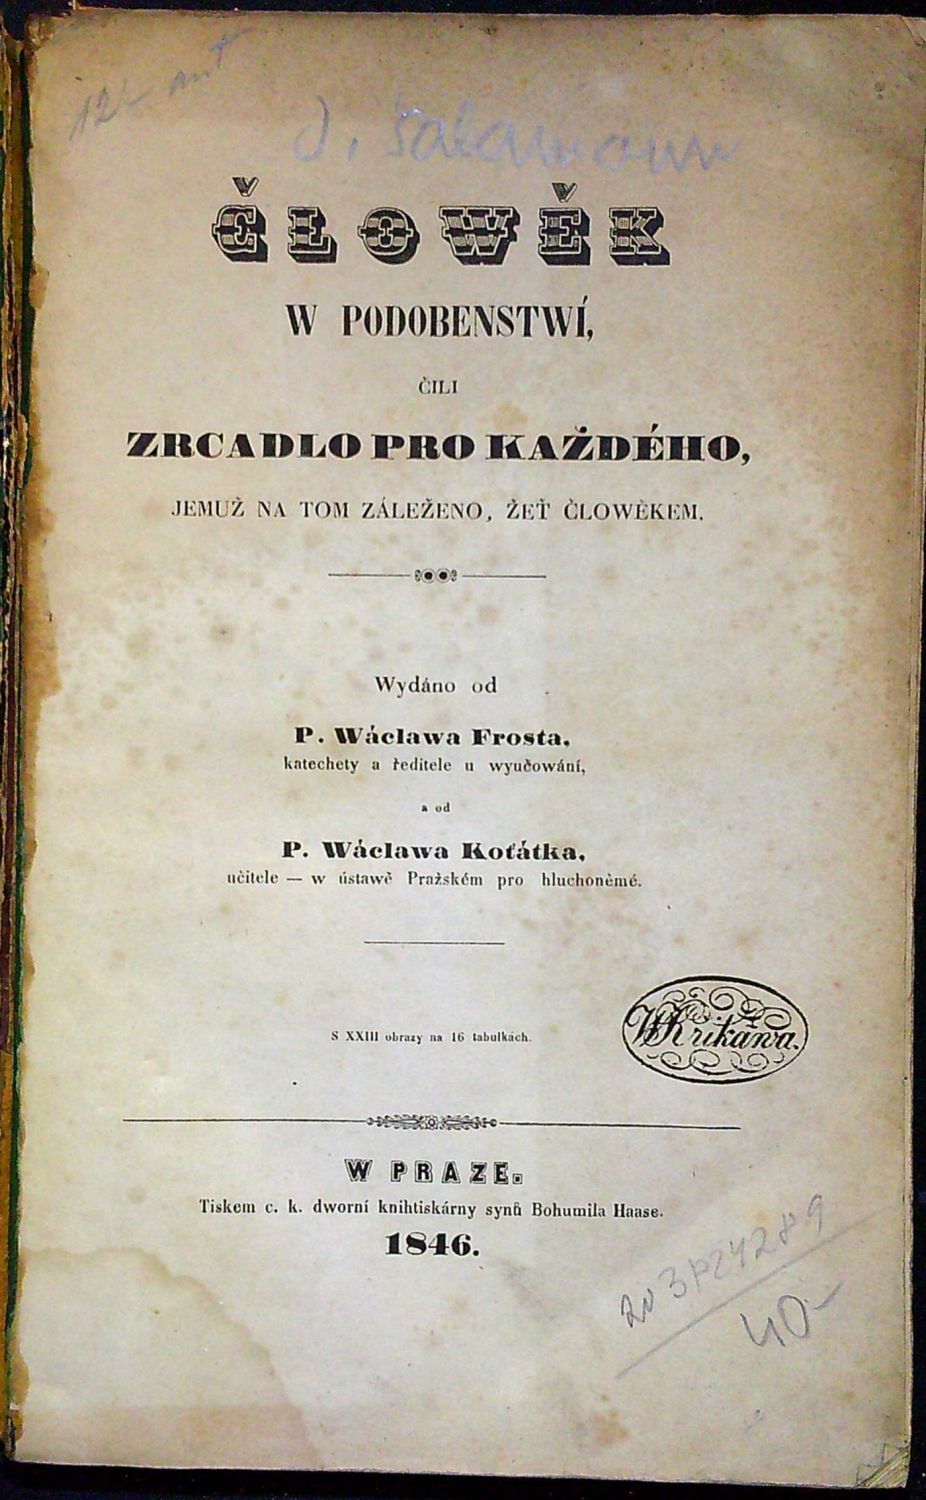 ČLOWĚK
W PODOBENSTWÍ,
ČILI
ZRCADLO PRO KAŽDÉHO,
JEMUŽ NA TOM ZÁLEŽENO, ŽEŤ ČLOWĚKEM.
Wydáno od
P. Wáclawa Frosta,
katechety a ředitele u wyučowání,
a od
P. Wáclawa Koťátka,
učitele — w ústawě Pražském pro hluchoněmé.
S XXIII obrazy na 16 tabulkách.
W Křikawa.
W PRAZE.
Tiskem c. k. dworní knihtiskárny synů Bohumila Haase.
1846.
40.-